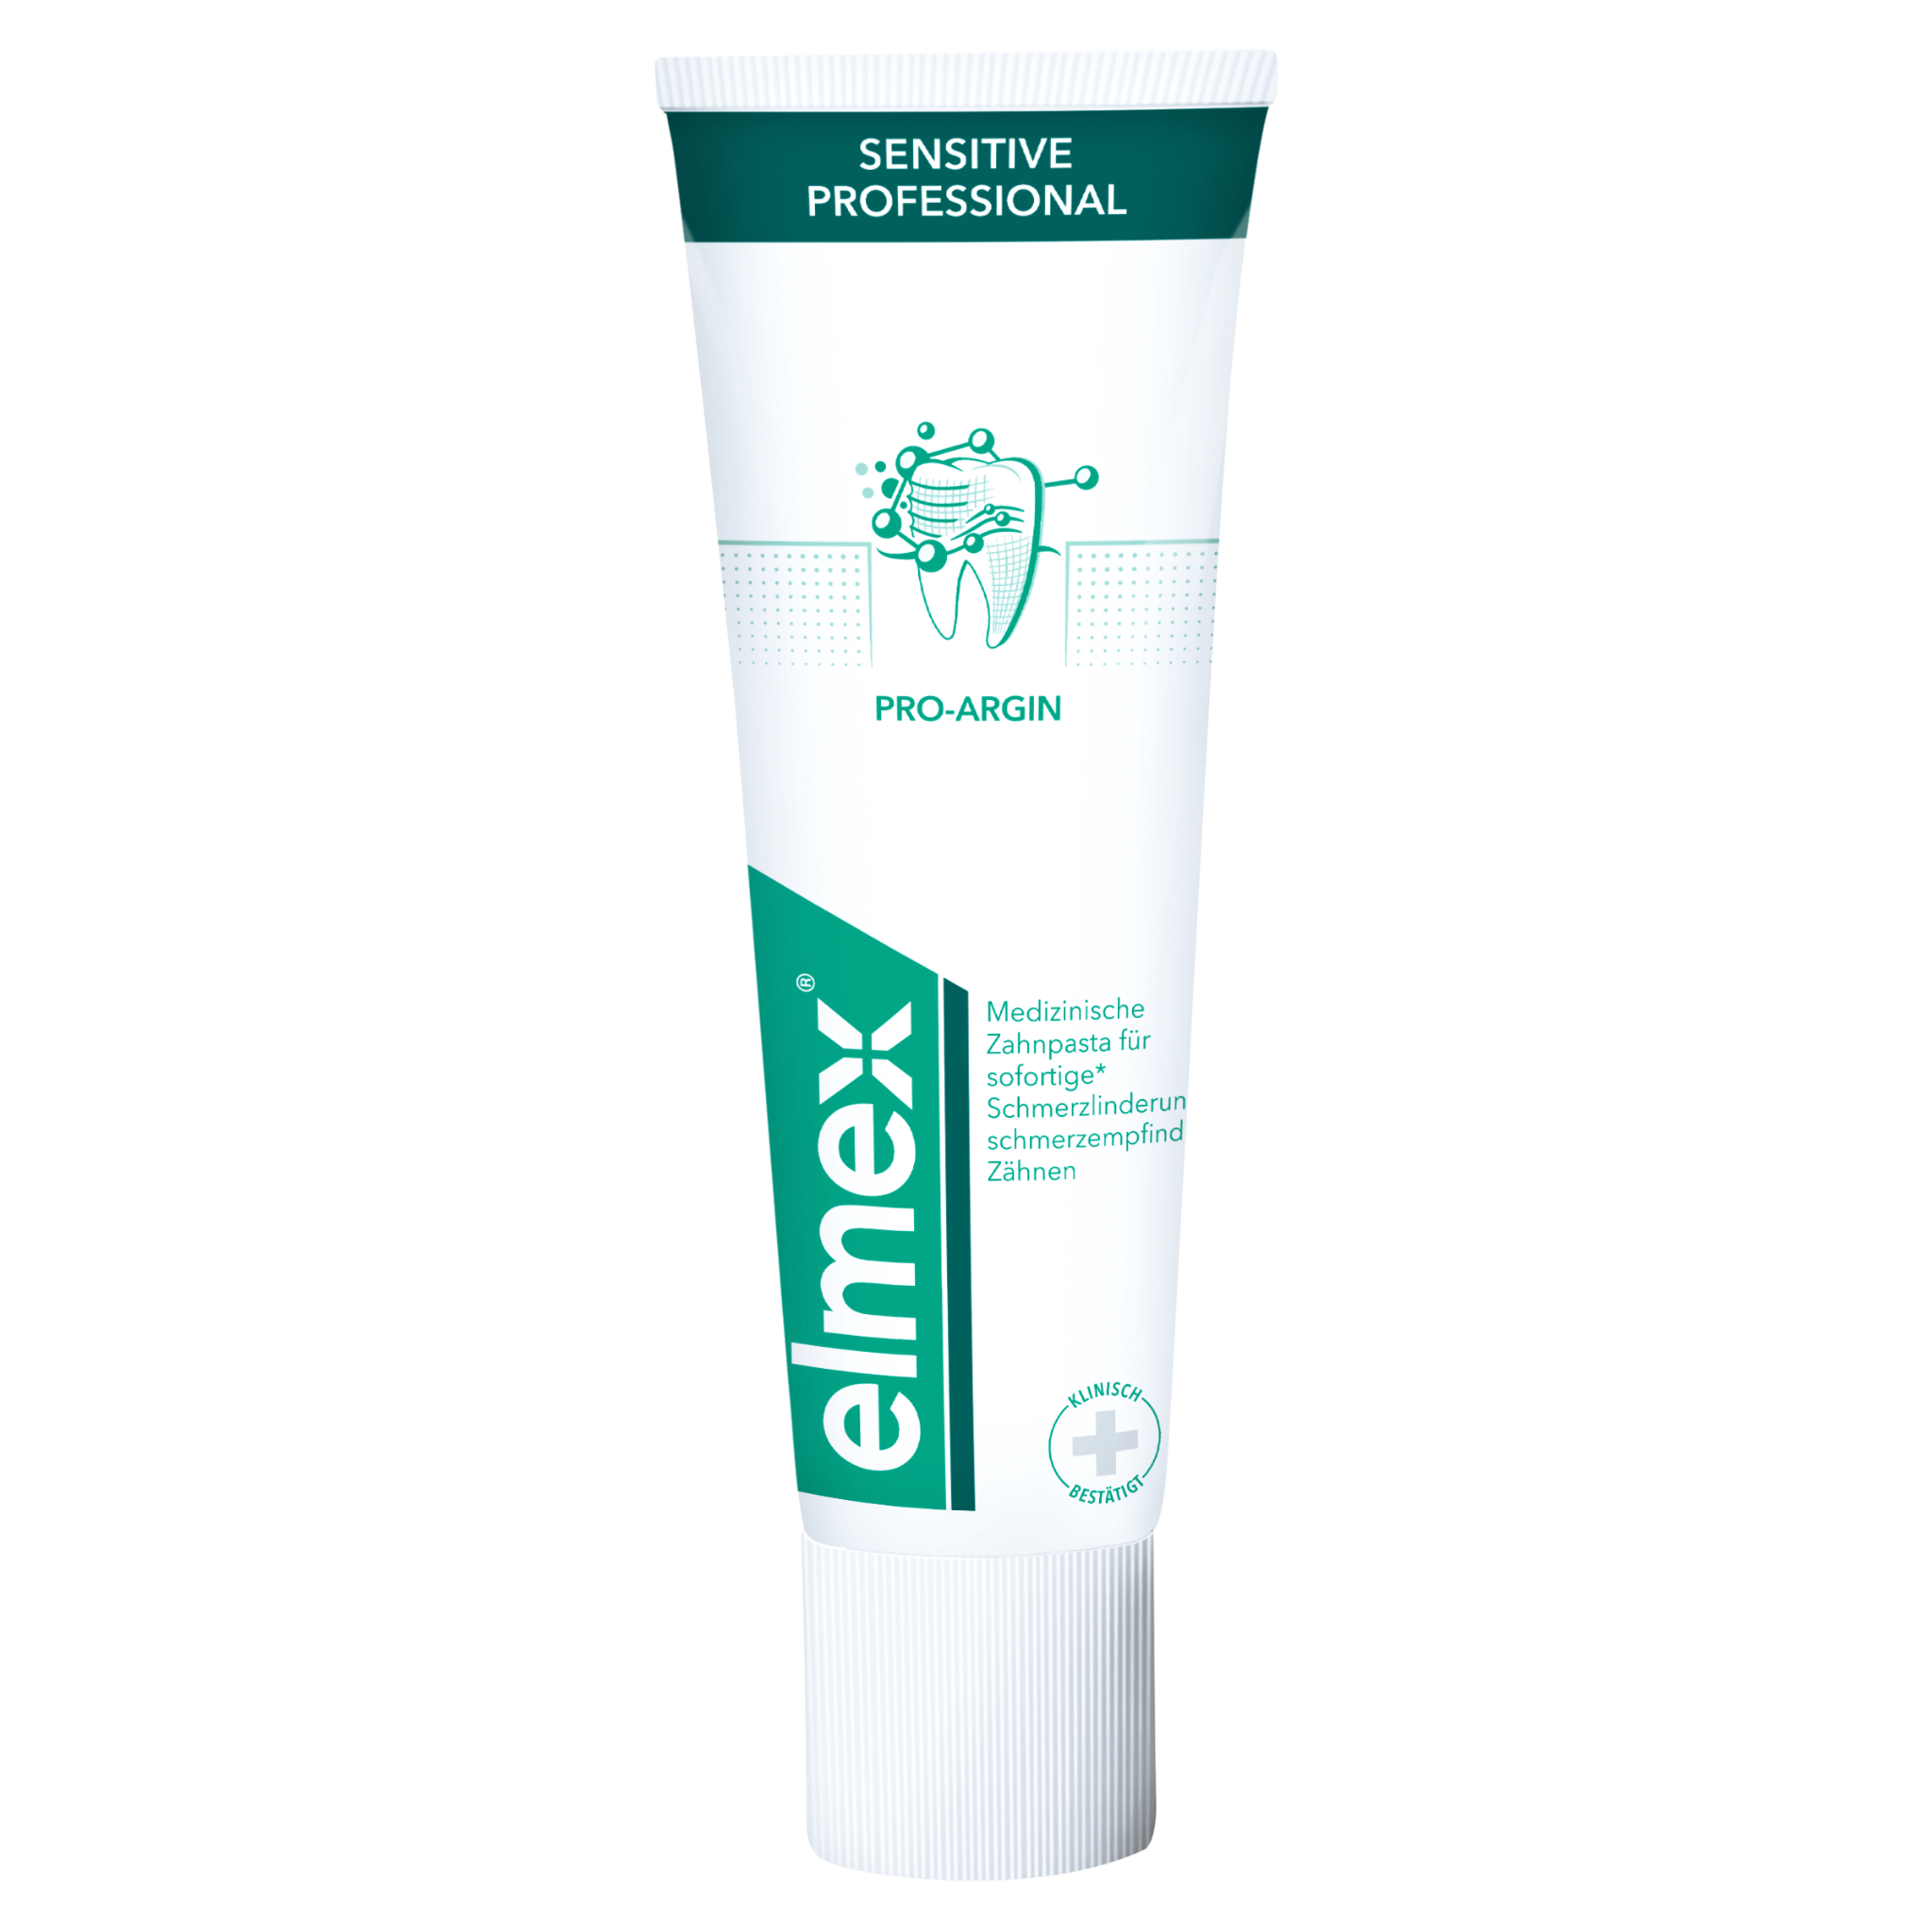 SENSITIVE
PROFESSIONAL
PRO-ARGIN
elmex®
Medizinische
Zahnpasta für
sofortige*
Schmerzlinderun
schmerzempfind
Zähnen
KLINISCH
BESTÄTIGT